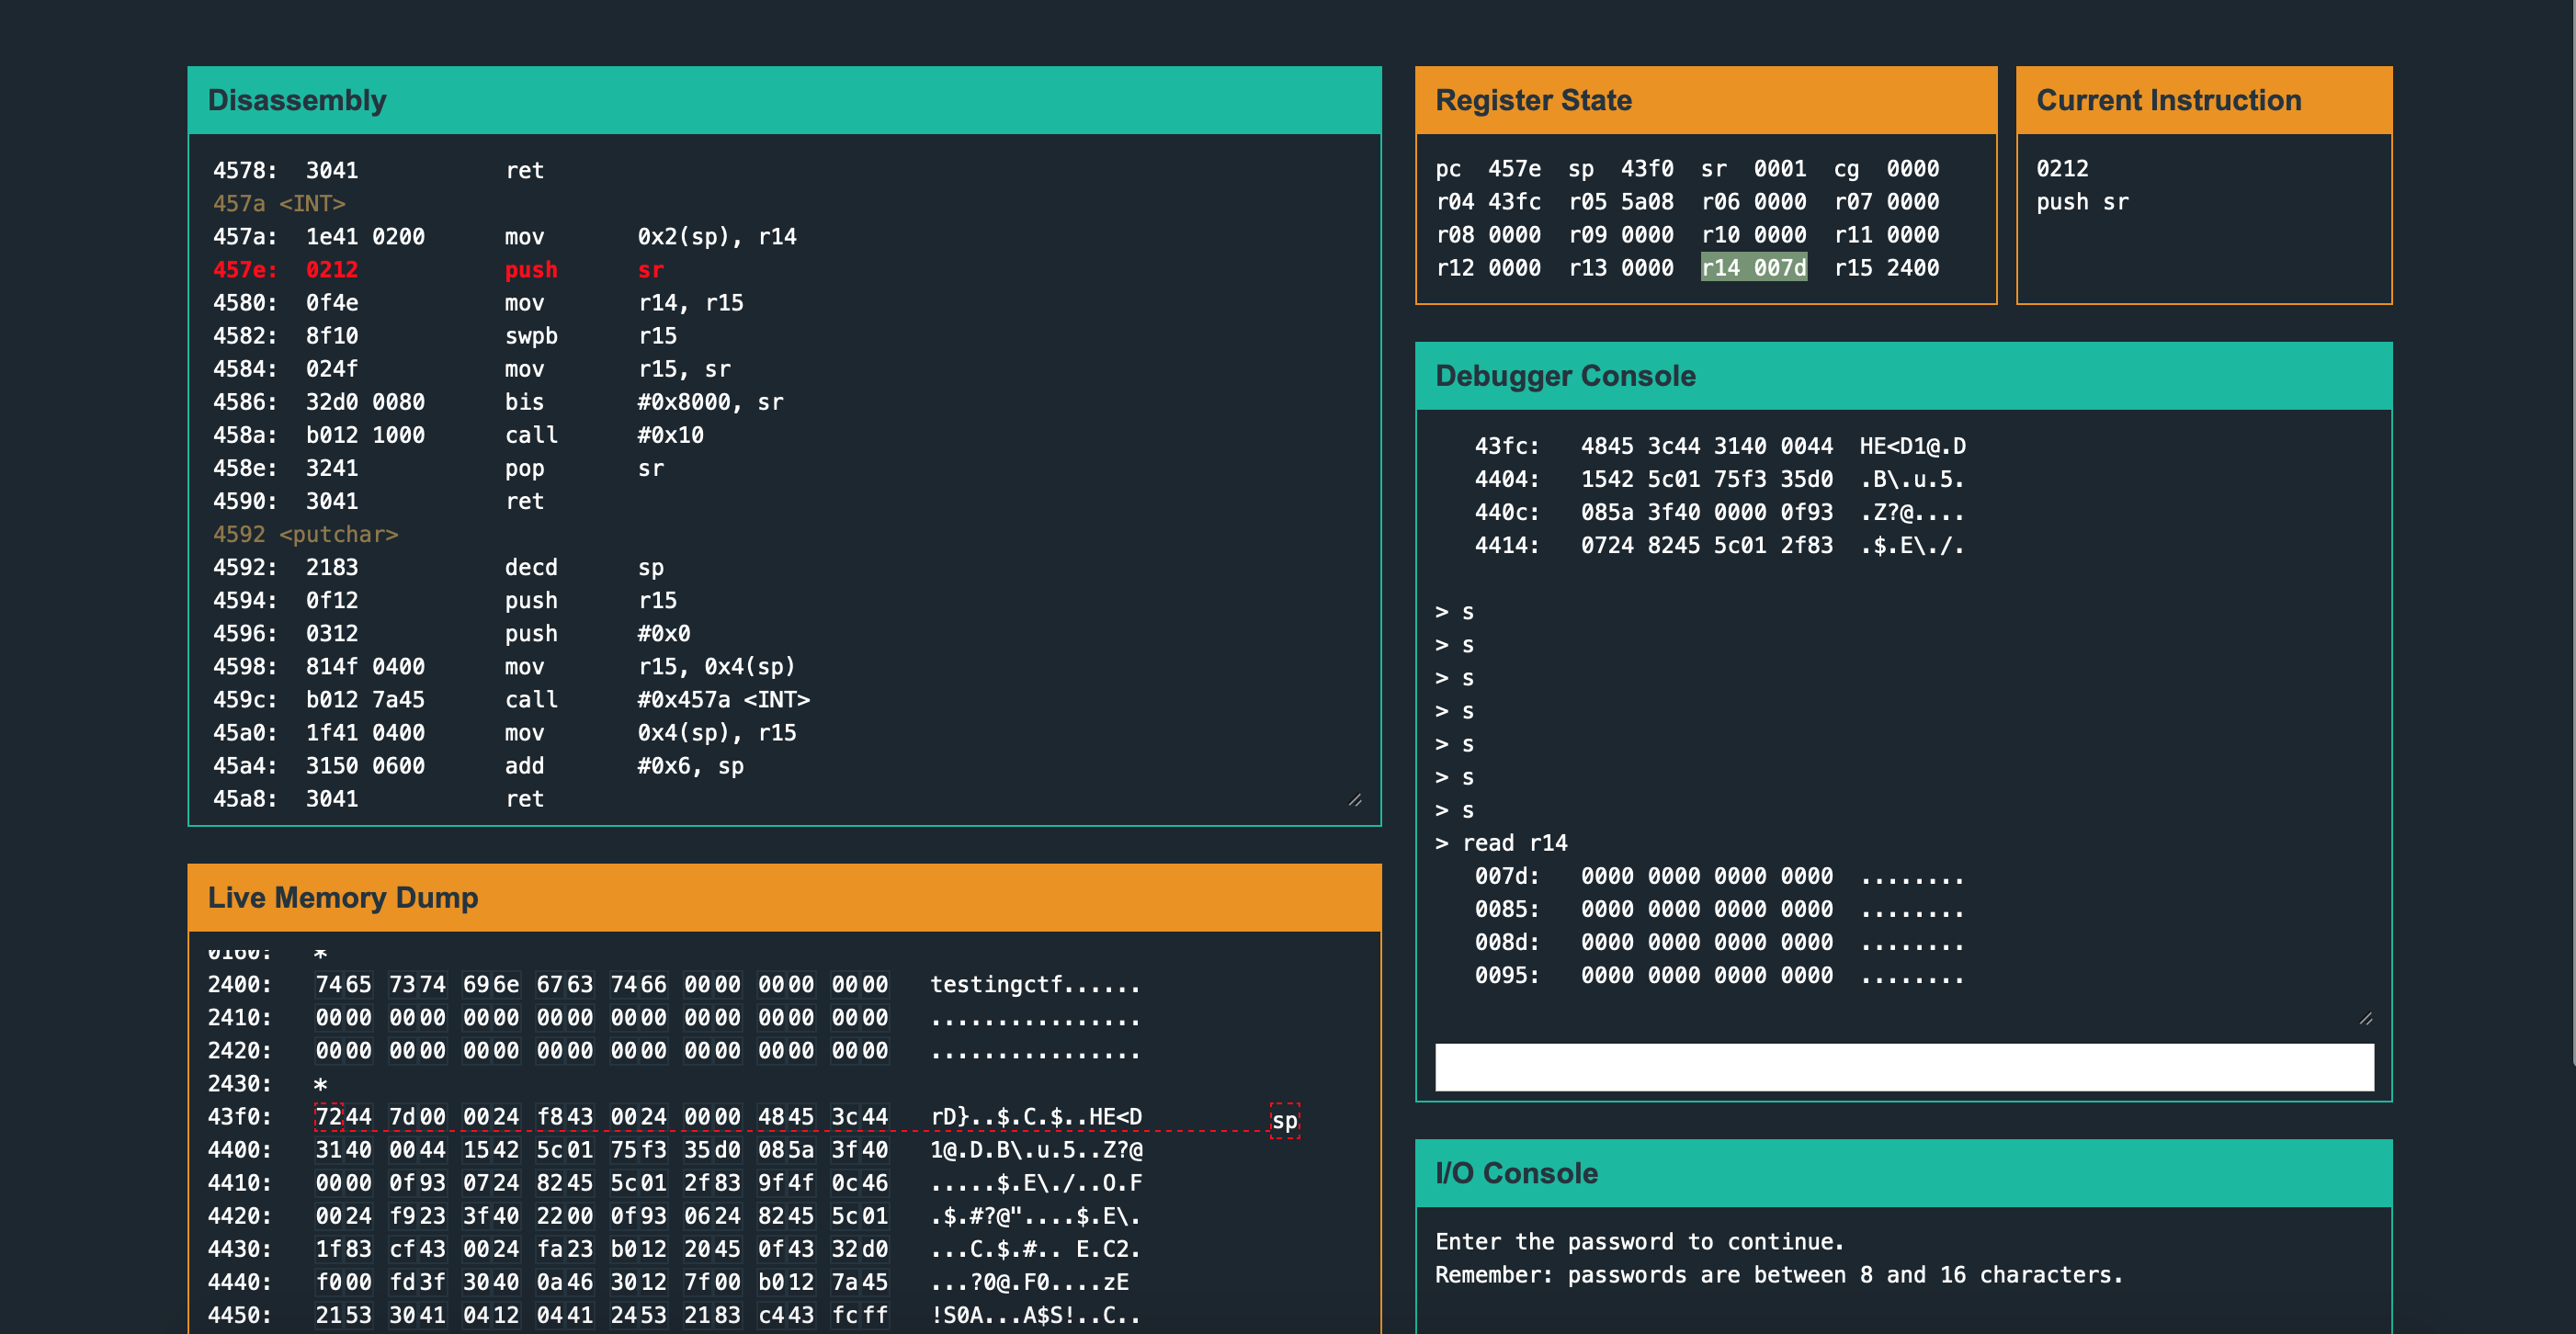 Disassembly
4578: 3041 ret
457a <INT>
457a: 1e41 0200 mov 0x2(sp), r14
457e: 0212 push sr
4580: 0f4e mov r14, r15
4582: 8f10 swpb r15
4584: 024f mov r15, sr
4586: 32d0 0080 bis #0x8000, sr
458a: b012 1000 call #0x10
458e: 3241 pop sr
4590: 3041 ret
4592 <putchar>
4592: 2183 decd sp
4594: 0f12 push r15
4596: 0312 push #0x0
4598: 814f 0400 mov r15, 0x4(sp)
459c: b012 7a45 call #0x457a <INT>
45a0: 1f41 0400 mov 0x4(sp), r15
45a4: 3150 0600 add #0x6, sp
45a8: 3041 ret
Live Memory Dump
0160: *
2400: 7465 7374 696e 6763 7466 0000 0000 0000 testingctf......
2410: 0000 0000 0000 0000 0000 0000 0000 0000 ................
2420: 0000 0000 0000 0000 0000 0000 0000 0000 ................
2430: *
43f0: 7244 7d00 0024 f843 0024 0000 4845 3c44 rD}..$.C.$..HE<D sp
4400: 3140 0044 1542 5c01 75f3 35d0 085a 3f40 1@.D.B\.u.5..Z?@
4410: 0000 0f93 0724 8245 5c01 2f83 9f4f 0c46 .....$.E\./..O.F
4420: 0024 f923 3f40 2200 0f93 0624 8245 5c01 .$.#?@"....$.E\.
4430: 1f83 cf43 0024 fa23 b012 2045 0f43 32d0 ...C.$.#.. E.C2.
4440: f000 fd3f 3040 0a46 3012 7f00 b012 7a45 ...?0@.F0....zE
4450: 2153 3041 0412 0441 2453 2183 c443 fcff !S0A...A$S!..C..
Register State
pc 457e sp 43f0 sr 0001 cg 0000
r04 43fc r05 5a08 r06 0000 r07 0000
r08 0000 r09 0000 r10 0000 r11 0000
r12 0000 r13 0000 r14 007d r15 2400
Current Instruction
0212
push sr
Debugger Console
43fc: 4845 3c44 3140 0044 HE<D1@.D
4404: 1542 5c01 75f3 35d0 .B\.u.5.
440c: 085a 3f40 0000 0f93 .Z?@....
4414: 0724 8245 5c01 2f83 .$.E\./.
> s
> s
> s
> s
> s
> s
> s
> read r14
007d: 0000 0000 0000 0000 ........
0085: 0000 0000 0000 0000 ........
008d: 0000 0000 0000 0000 ........
0095: 0000 0000 0000 0000 ........
I/O Console
Enter the password to continue.
Remember: passwords are between 8 and 16 characters.